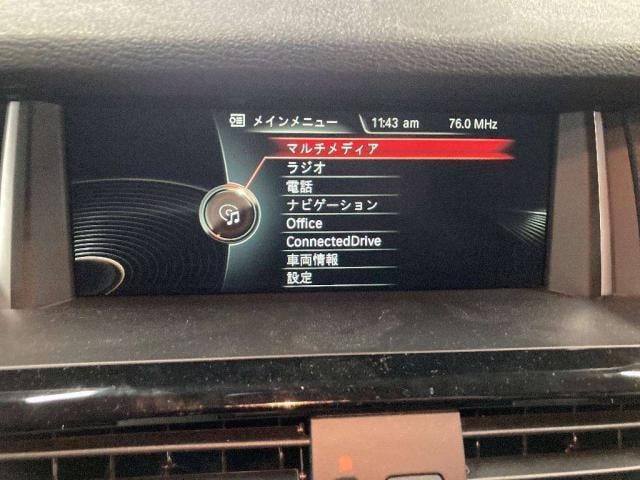 メインメニュー 11:43 am 76.0 MHz
マルチメディア
ラジオ
電話
ナビゲーション
Office
ConnectedDrive
車両情報
設定